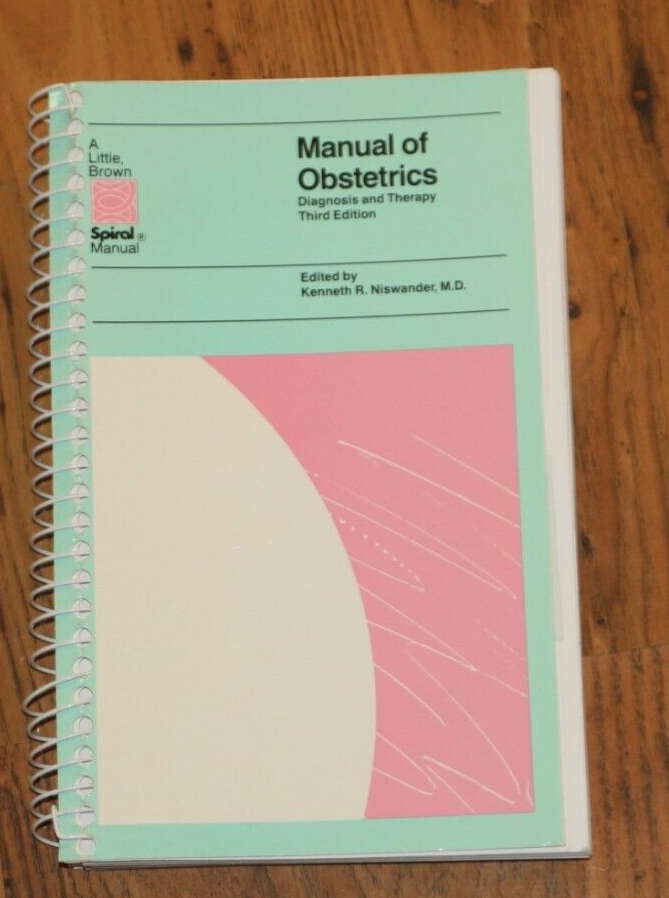 A
Little,
Brown
Spiral ®
Manual
Manual of
Obstetrics
Diagnosis and Therapy
Third Edition
Edited by
Kenneth R. Niswander, M.D.